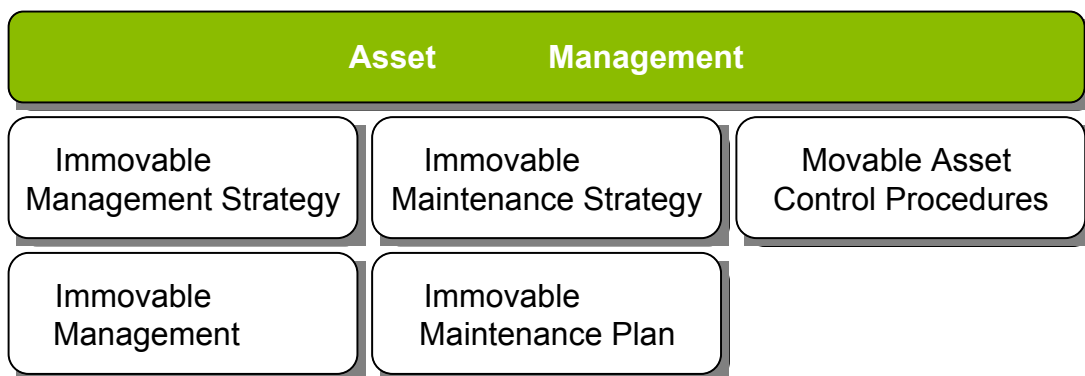 Asset Management
Immovable
Management Strategy
Immovable
Maintenance Strategy
Movable Asset
Control Procedures
Immovable
Management
Immovable
Maintenance Plan